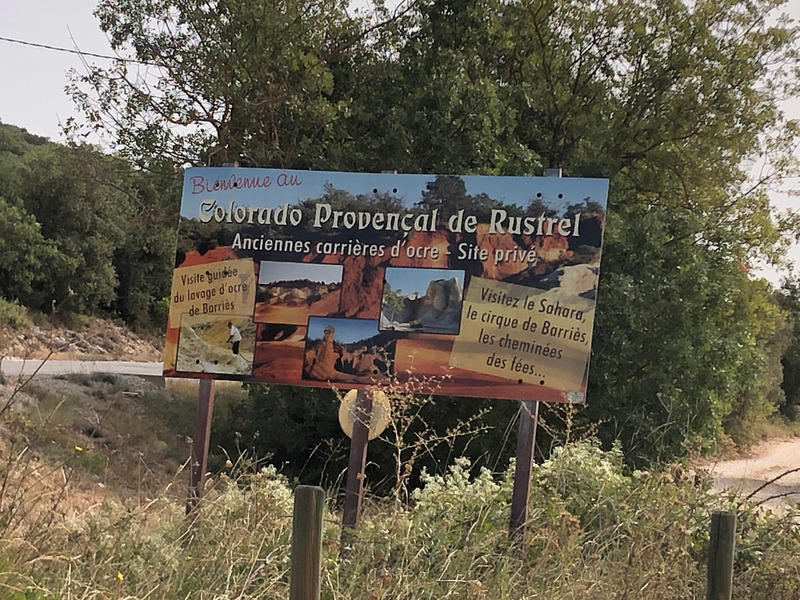 Bienvenue au
Colorado Provençal de Rustrel
Anciennes carrières d'ocre - Site privé
Visite guidée
du lavage d'ocre
de Barriès
Visitez le Sahara,
le cirque de Barriès,
les cheminées
des fées...